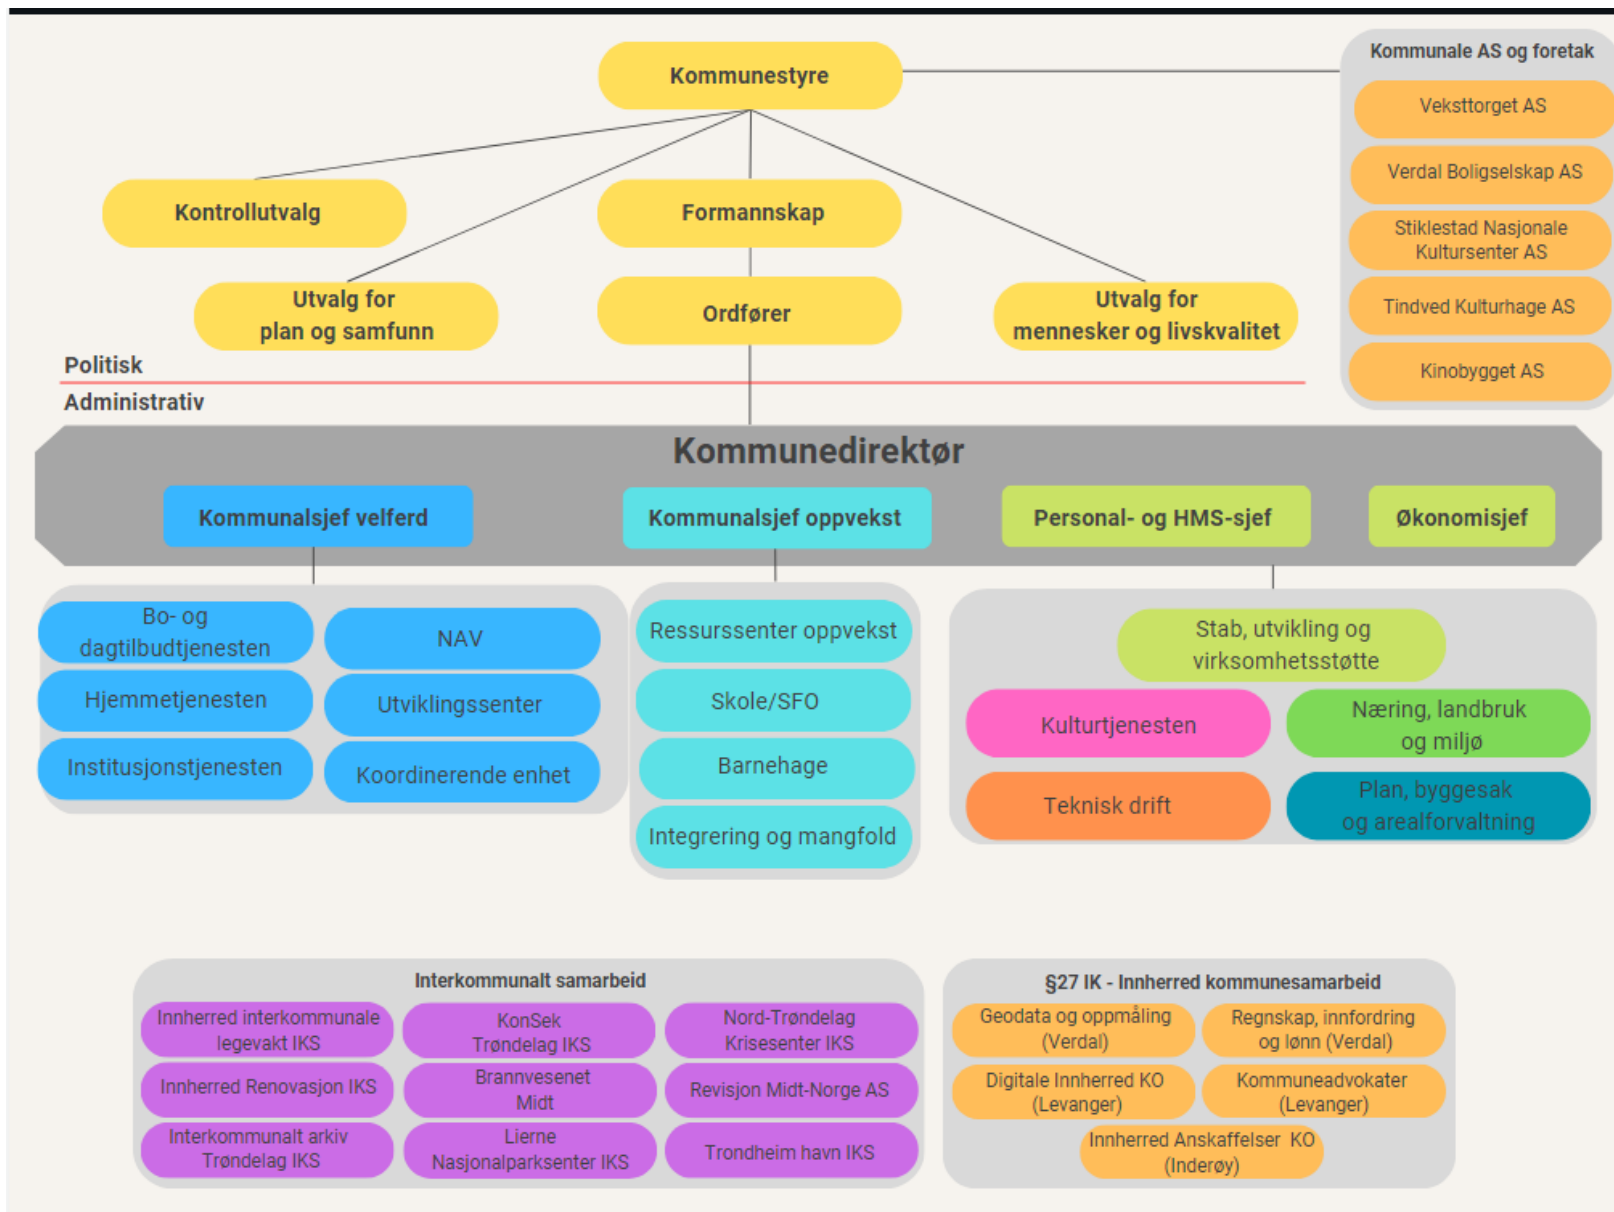 Kommunestyre
Kommunale AS og foretak
Veksttorget AS
Verdal Boligselskap AS
Stiklestad Nasjonale
Kultursenter AS
Tindved Kulturhage AS
Kinobygget AS
Kontrollutvalg
Formannskap
Utvalg for
plan og samfunn
Ordfører
Utvalg for
mennesker og livskvalitet
Politisk
Administrativ
Kommunedirektør
Kommunalsjef velferd
Kommunalsjef oppvekst
Personal- og HMS-sjef
Økonomisjef
Bo- og
dagtilbudtjenesten
NAV
Hjemmetjenesten
Utviklingssenter
Institusjonstjenesten
Koordinerende enhet
Ressurssenter oppvekst
Skole/SFO
Barnehage
Integrering og mangfold
Stab, utvikling og
virksomhetsstøtte
Kulturtjenesten
Næring, landbruk
og miljø
Teknisk drift
Plan, byggesak
og arealforvaltning
Interkommunalt samarbeid
Innherred interkommunale
legevakt IKS
KonSek
Trøndelag IKS
Nord-Trøndelag
Krisesenter IKS
Innherred Renovasjon IKS
Brannvesenet
Midt
Revisjon Midt-Norge AS
Interkommunalt arkiv
Trøndelag IKS
Lierne
Nasjonalparksenter IKS
Trondheim havn IKS
§27 IK - Innherred kommunesamarbeid
Geodata og oppmåling
(Verdal)
Regnskap, innfordring
og lønn (Verdal)
Digitale Innherred KO
(Levanger)
Kommuneadvokater
(Levanger)
Innherred Anskaffelser KO
(Inderøy)